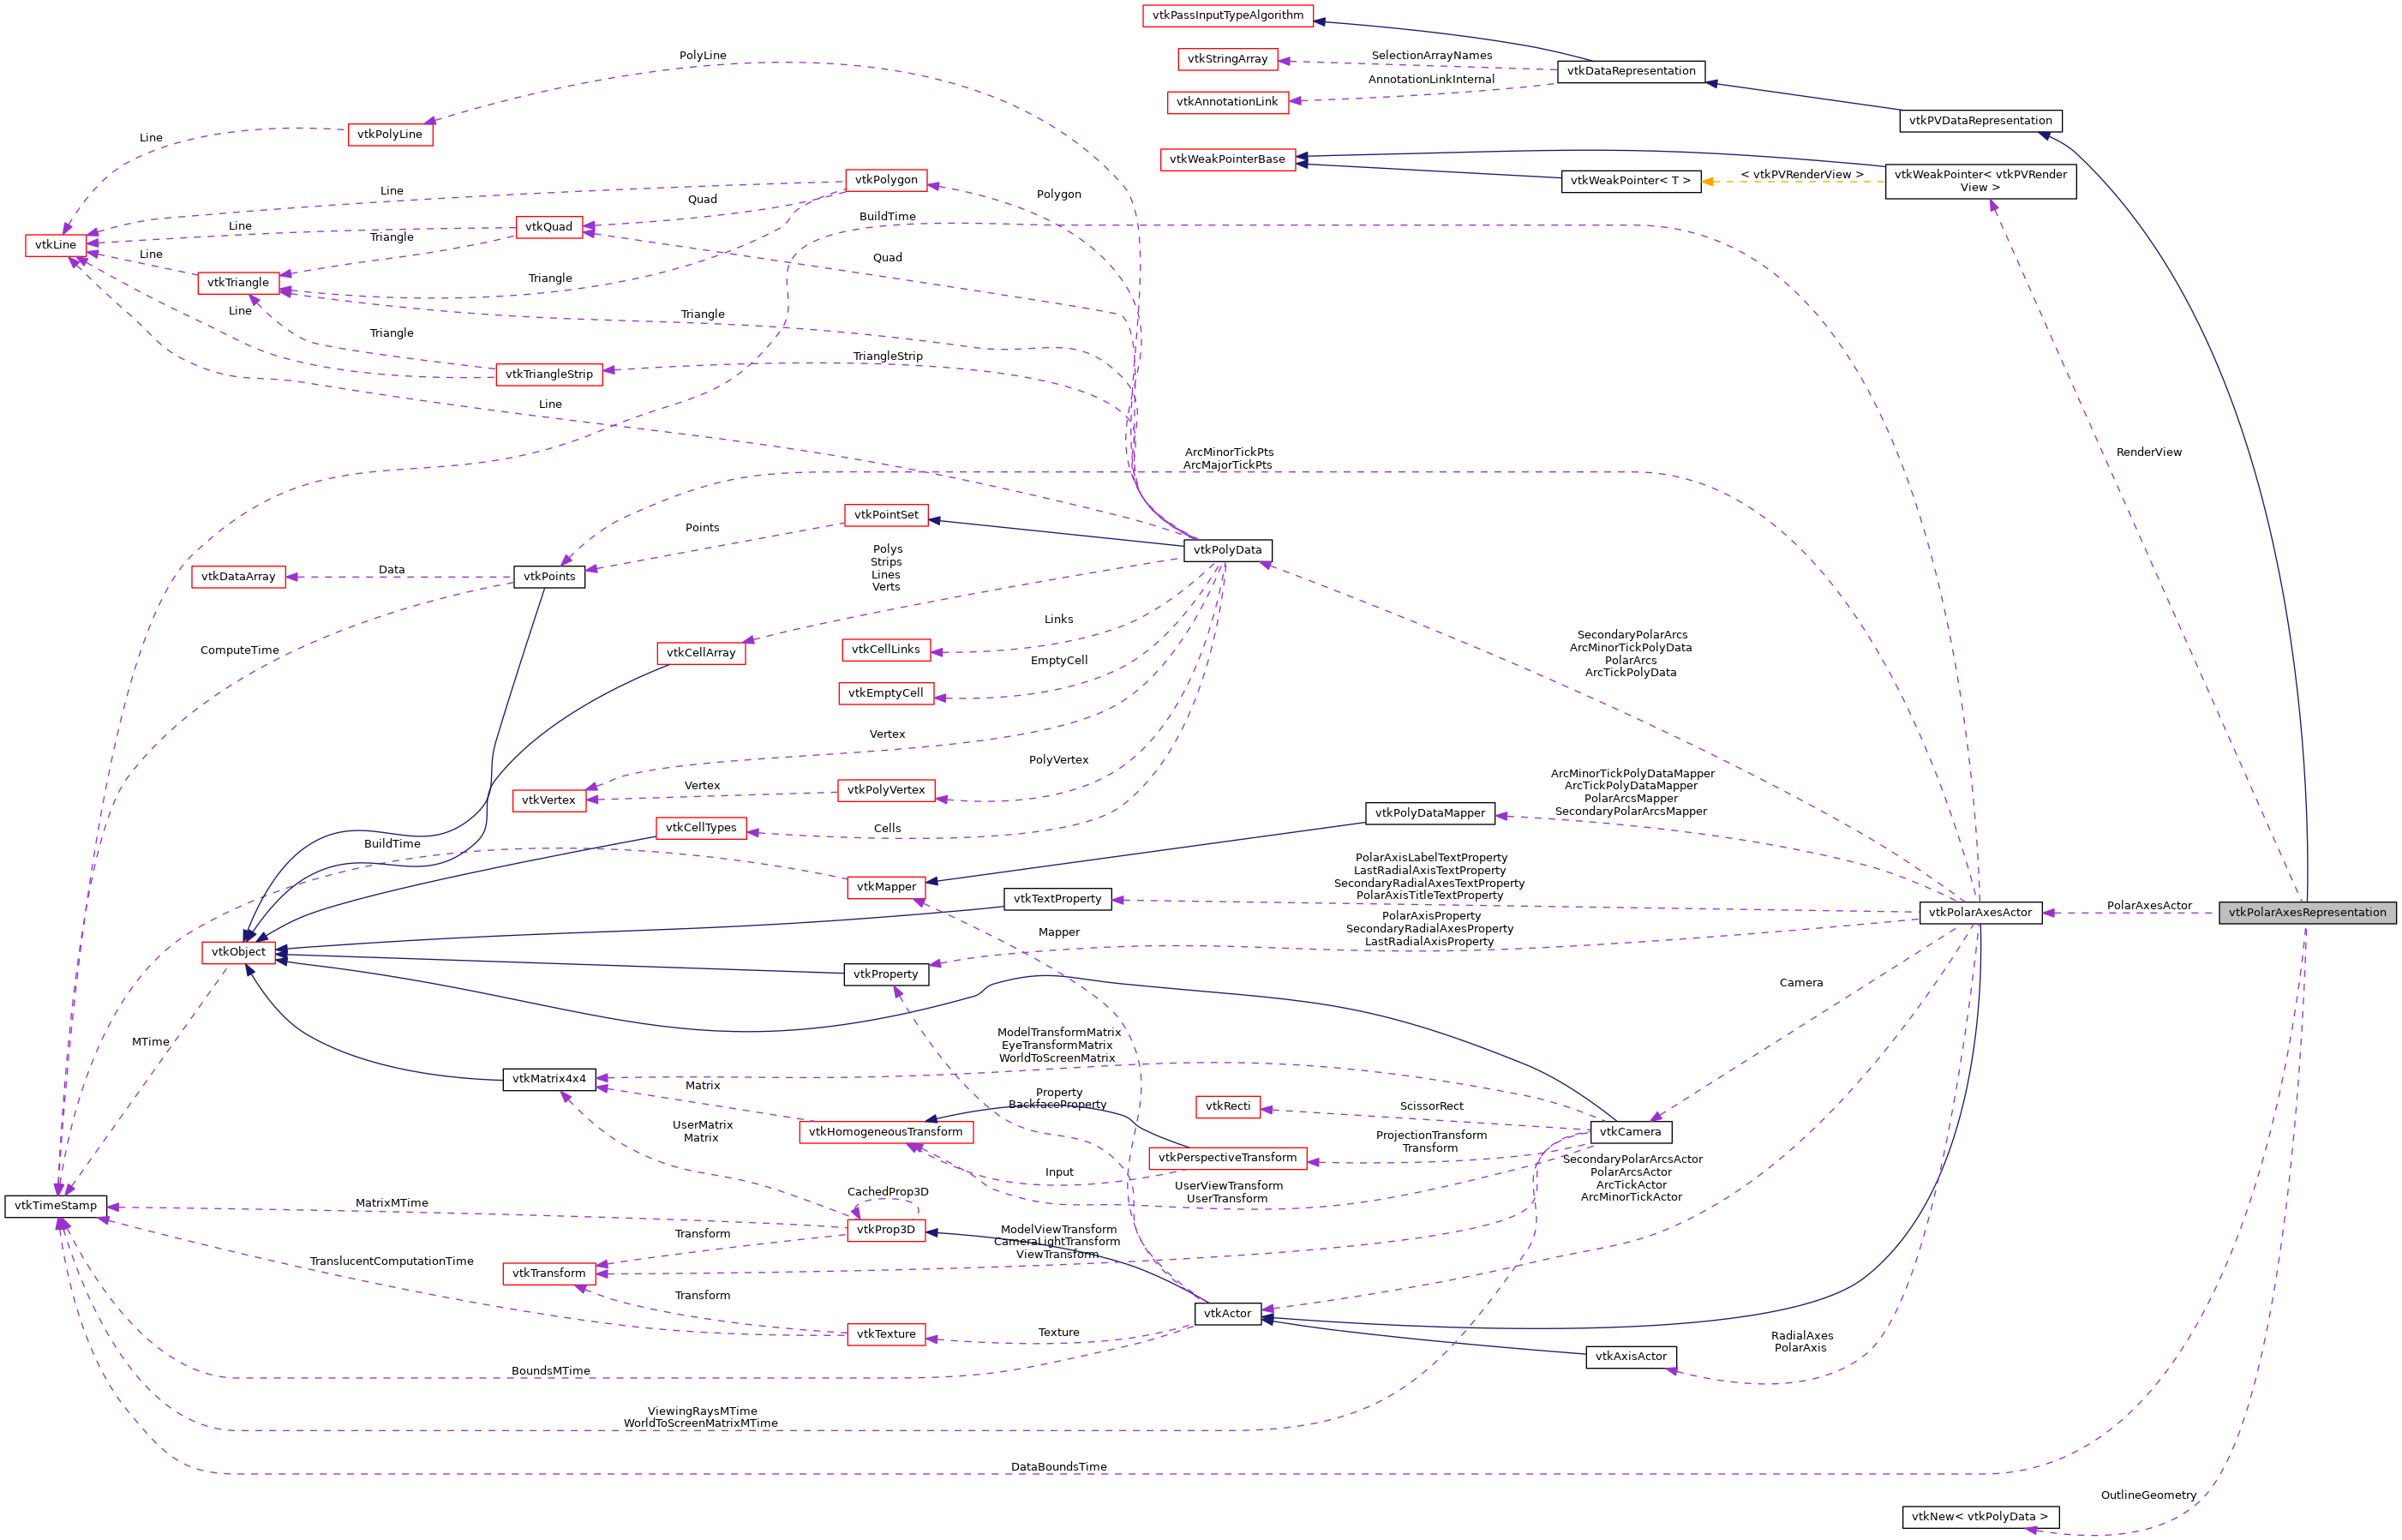 vtkPassInputTypeAlgorithm
SelectionArrayNames
vtkStringArray
PolyLine
vtkDataRepresentation
AnnotationLinkInternal
vtkAnnotationLink
vtkPVDataRepresentation
vtkPolyLine
Line
vtkWeakPointerBase
vtkWeakPointer< T >
< vtkPVRenderView >
vtkWeakPointer< vtkPVRender
View >
vtkPolygon
Line
Polygon
Quad
BuildTime
Line
vtkQuad
Triangle
vtkLine
Line
Quad
vtkTriangle
Triangle
Line
Triangle
Triangle
TriangleStrip
vtkTriangleStrip
Line
RenderView
ArcMinorTickPts
ArcMajorTickPts
vtkPointSet
Points
vtkPolyData
Polys
Strips
Lines
Verts
vtkDataArray
Data
vtkPoints
Links
SecondaryPolarArcs
ArcMinorTickPolyData
PolarArcs
ArcTickPolyData
ComputeTime
vtkCellArray
vtkCellLinks
EmptyCell
vtkEmptyCell
Vertex
PolyVertex
ArcMinorTickPolyDataMapper
ArcTickPolyDataMapper
PolarArcsMapper
SecondaryPolarArcsMapper
Vertex
vtkPolyVertex
vtkVertex
vtkPolyDataMapper
vtkCellTypes
Cells
BuildTime
PolarAxisLabelTextProperty
LastRadialAxisTextProperty
SecondaryRadialAxesTextProperty
PolarAxisTitleTextProperty
vtkMapper
vtkTextProperty
PolarAxesActor
vtkPolarAxesActor
vtkPolarAxesRepresentation
PolarAxisProperty
SecondaryRadialAxesProperty
LastRadialAxisProperty
Mapper
vtkObject
vtkProperty
Camera
MTime
ModelTransformMatrix
EyeTransformMatrix
WorldToScreenMatrix
vtkMatrix4x4
Matrix
Property
BackfaceProperty
vtkRecti
ScissorRect
UserMatrix
Matrix
vtkHomogeneousTransform
vtkCamera
ProjectionTransform
Transform
vtkPerspectiveTransform
Input
SecondaryPolarArcsActor
PolarArcsActor
ArcTickActor
ArcMinorTickActor
UserViewTransform
UserTransform
CachedProp3D
vtkTimeStamp
MatrixMTime
vtkProp3D
Transform
ModelViewTransform
CameraLightTransform
ViewTransform
TranslucentComputationTime
vtkTransform
Transform
vtkActor
vtkTexture
Texture
RadialAxes
PolarAxis
vtkAxisActor
BoundsMTime
ViewingRaysMTime
WorldToScreenMatrixMTime
DataBoundsTime
OutlineGeometry
vtkNew< vtkPolyData >